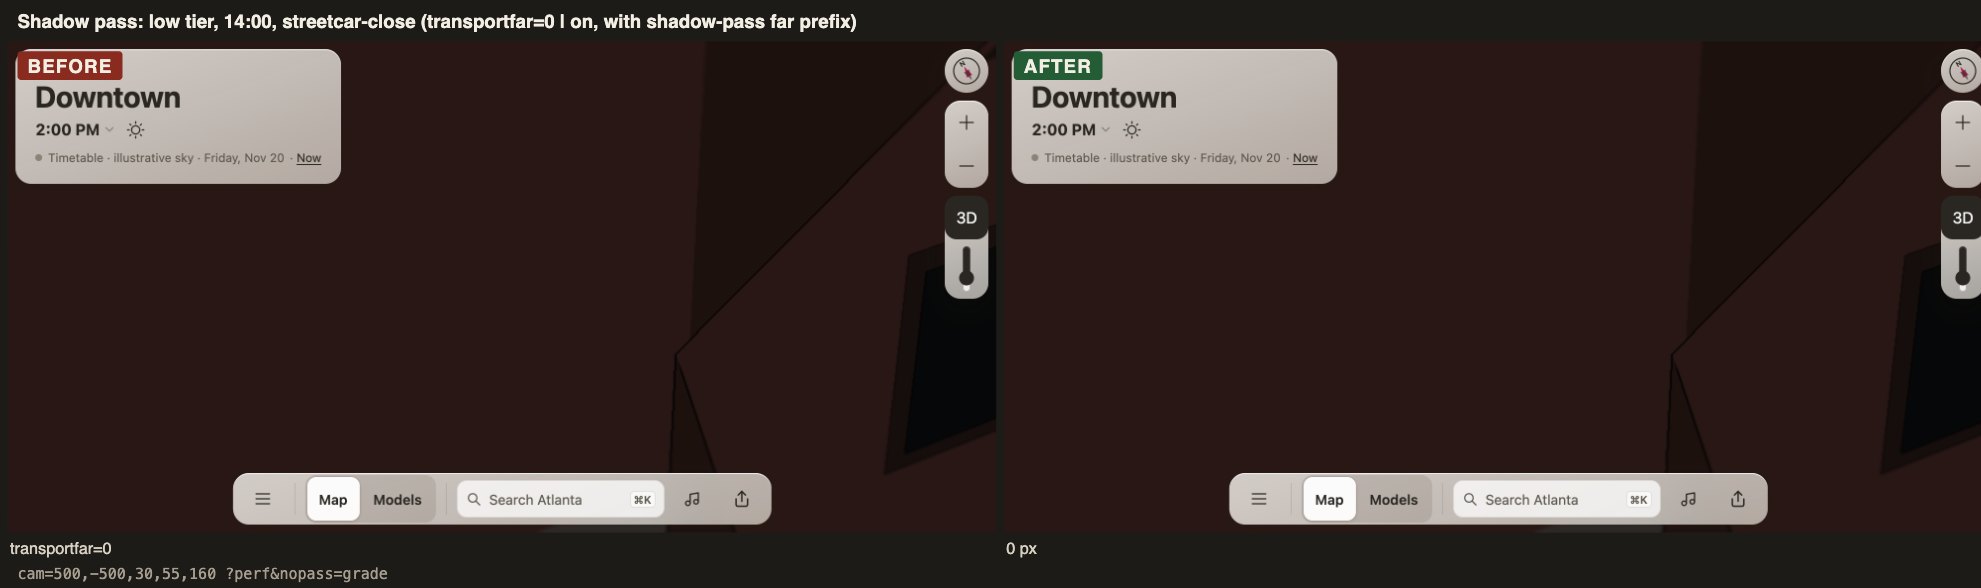 Shadow pass: low tier, 14:00, streetcar-close (transportfar=0 | on, with shadow-pass far prefix)
BEFORE
Downtown
2:00 PM
Timetable · illustrative sky · Friday, Nov 20 · Now
N
+
−
3D
Map
Models
Search Atlanta
⌘K
transportfar=0
AFTER
Downtown
2:00 PM
Timetable · illustrative sky · Friday, Nov 20 · Now
N
+
−
3D
Map
Models
Search Atlanta
⌘K
0 px
cam=500,−500,30,55,160 ?perf&nopass=grade